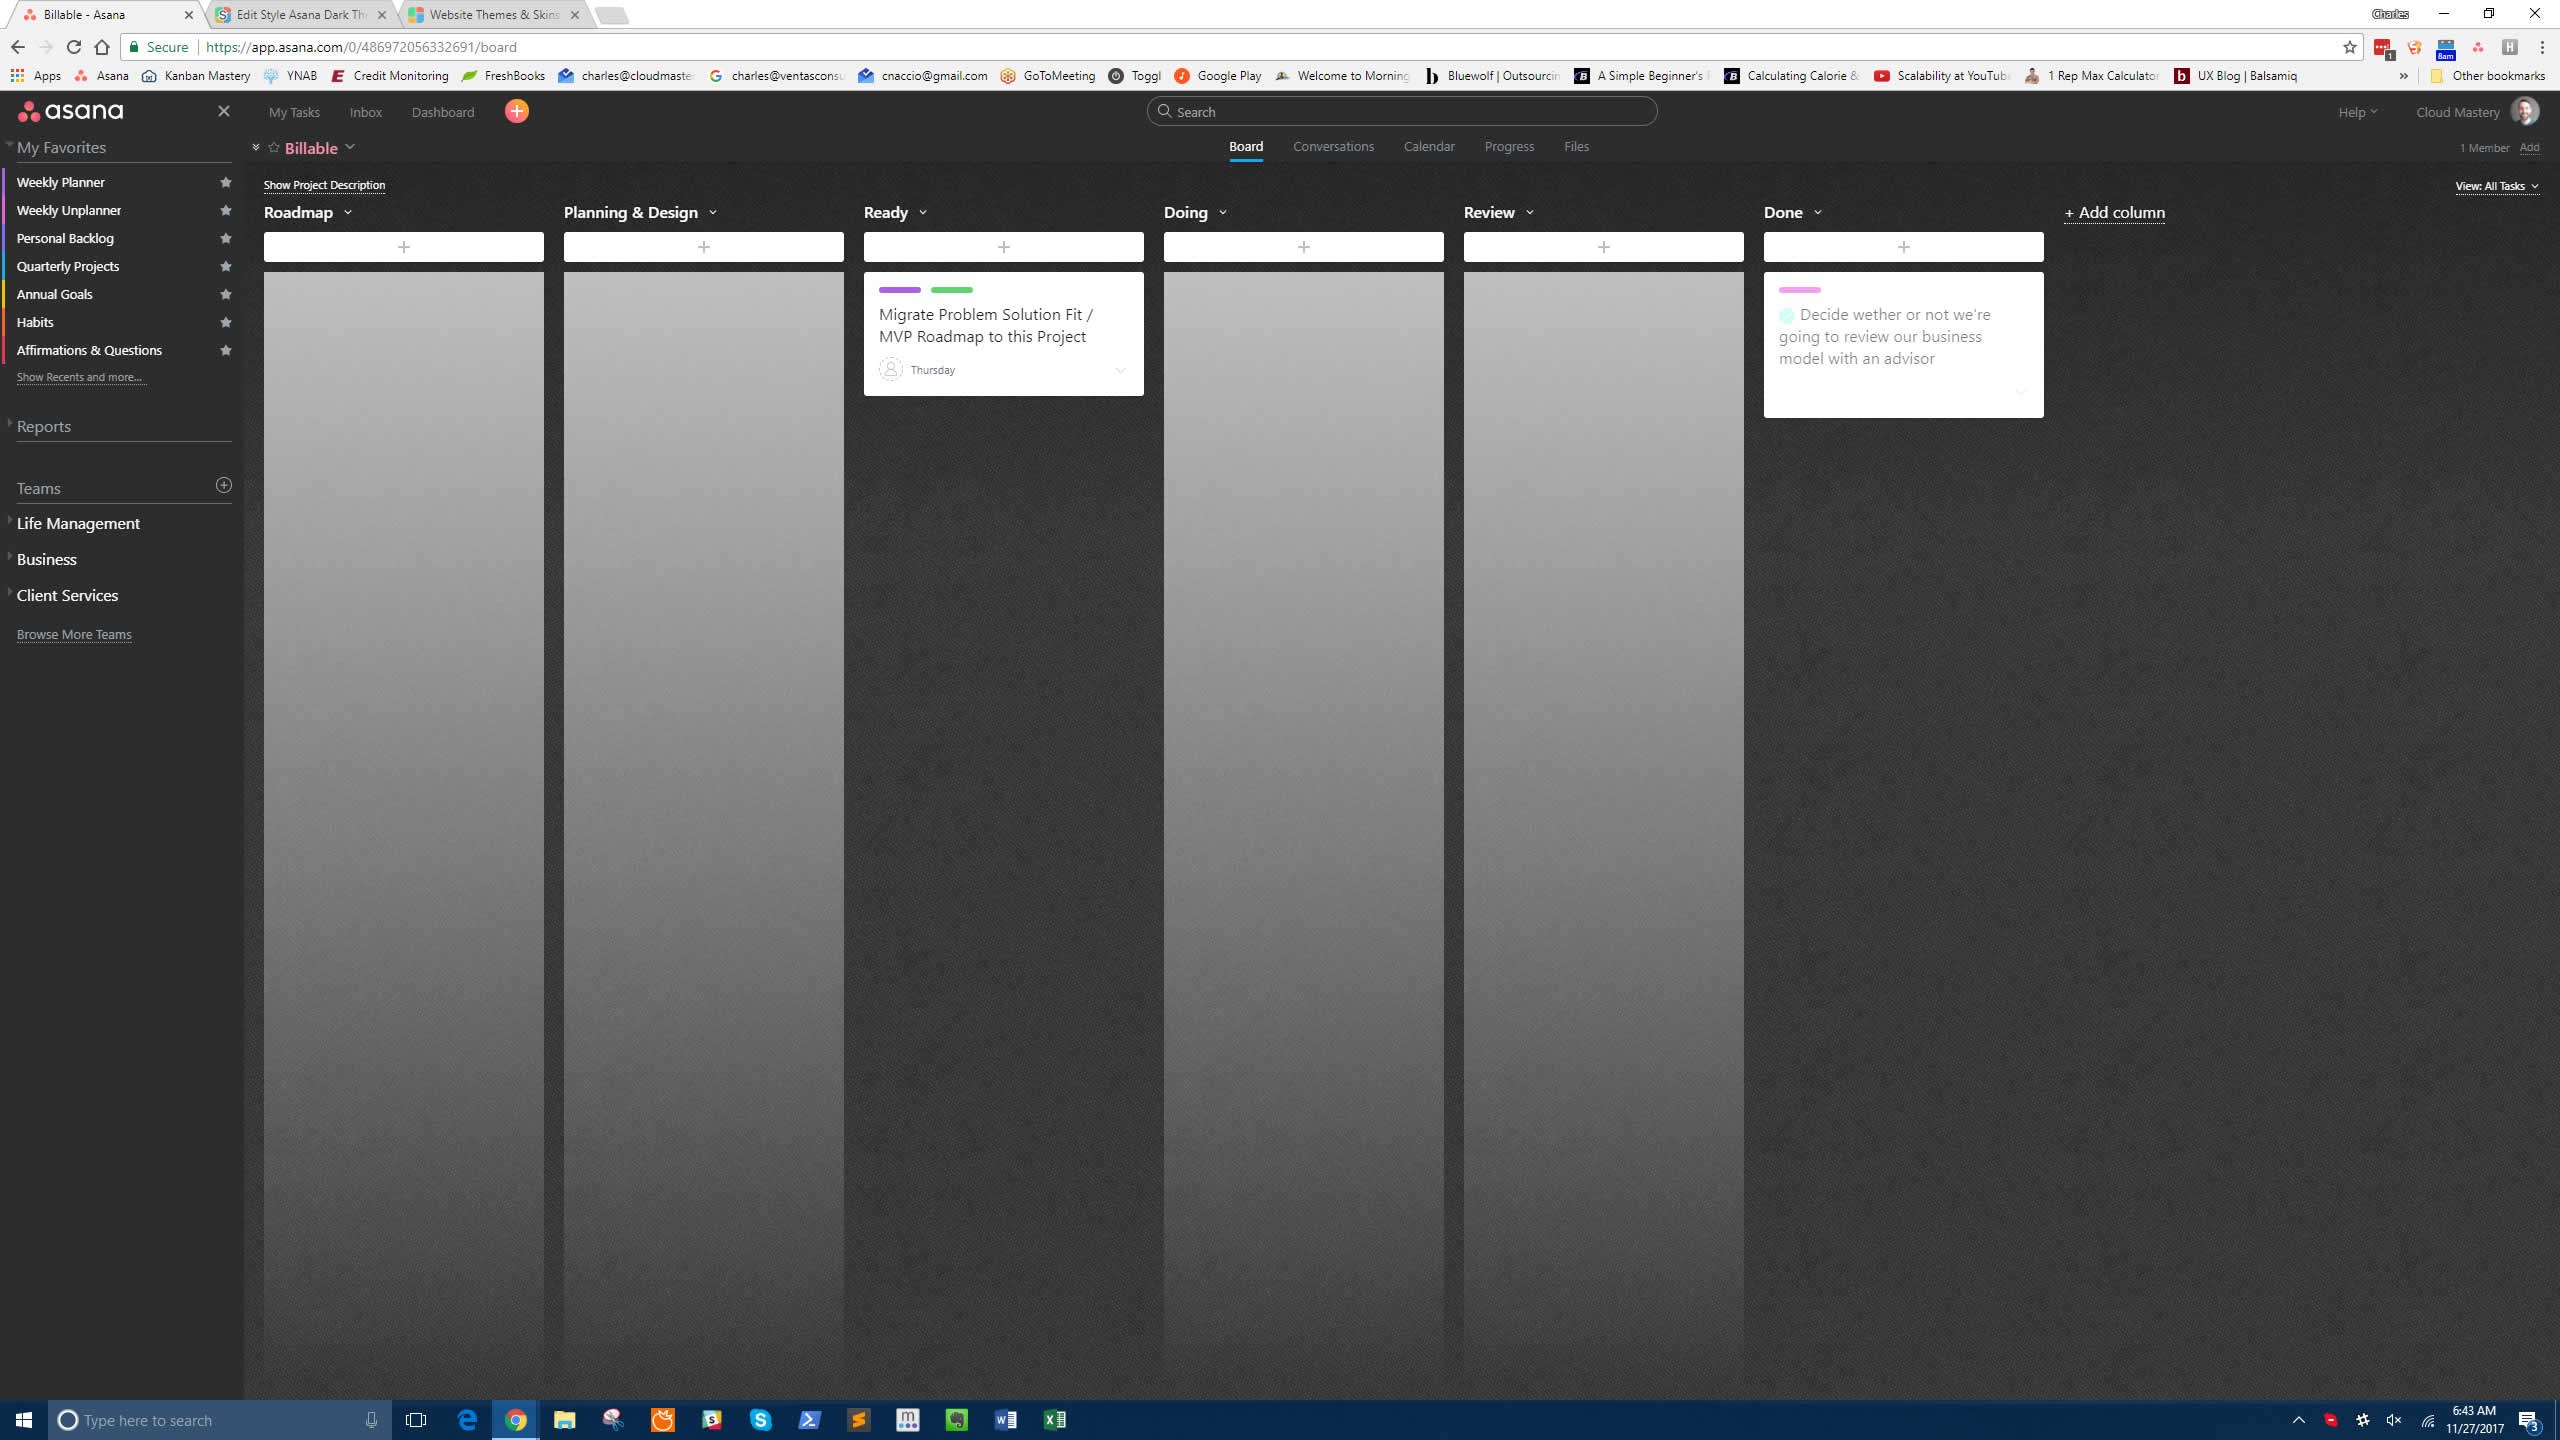 Billable - Asana
Edit Style Asana Dark Th
Website Themes & Skins
Charles
Secure
https://app.asana.com/0/486972056332691/board
1
8am
H
Apps
Asana
Kanban Mastery
YNAB
Credit Monitoring
FreshBooks
charles@cloudmaste
charles@ventasconsu
cnaccio@gmail.com
GoToMeeting
Toggl
Google Play
Welcome to Morning
Bluewolf | Outsourcin
A Simple Beginner's
Calculating Calorie &
Scalability at YouTub
1 Rep Max Calculator
UX Blog | Balsamiq
»
Other bookmarks
asana
My Tasks
Inbox
Dashboard
Search
Help
Cloud Mastery
My Favorites
Billable
Board
Conversations
Calendar
Progress
Files
1 Member
Add
Weekly Planner
Weekly Unplanner
Personal Backlog
Quarterly Projects
Annual Goals
Habits
Affirmations & Questions
Show Recents and more...
Reports
Teams
Life Management
Business
Client Services
Browse More Teams
Show Project Description
View: All Tasks
Roadmap
Planning & Design
Ready
Doing
Review
Done
+ Add column
Migrate Problem Solution Fit /
MVP Roadmap to this Project
Thursday
Decide wether or not we're
going to review our business
model with an advisor
Type here to search
6:43 AM
11/27/2017
3